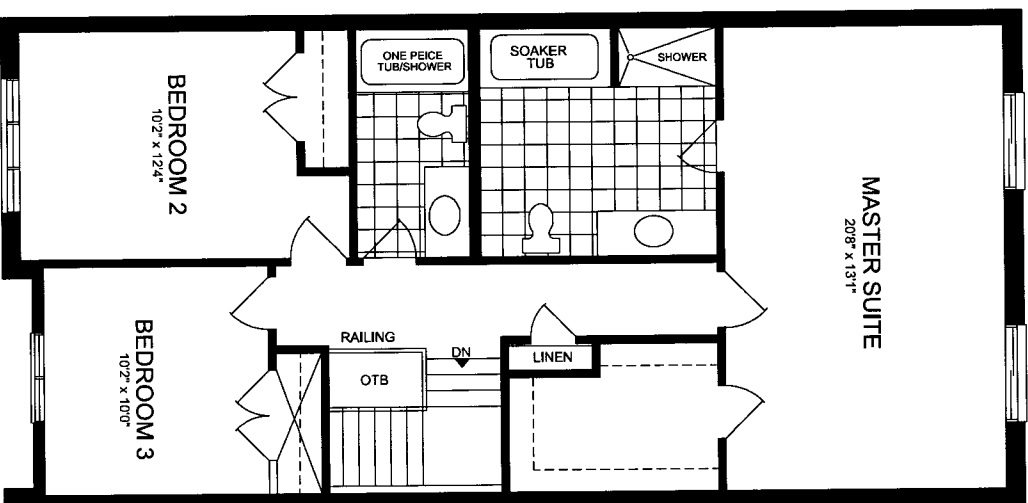 BEDROOM 2
10'2" x 12'4"
ONE PEICE
TUB/SHOWER
SOAKER
TUB
SHOWER
MASTER SUITE
20'8" x 13'1"
BEDROOM 3
10'2" x 10'0"
RAILING
OTB
DN
LINEN